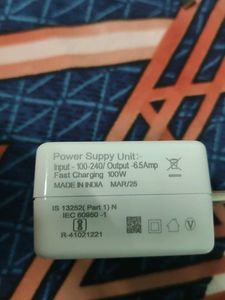 Power Suppy Unit:-
Input - 100-240/ Output -6.5Amp
Fast Charging 100W
MADE IN INDIA MAR/25
IS 13252( Part 1) N
IEC 60950 -1
R-41021221
V